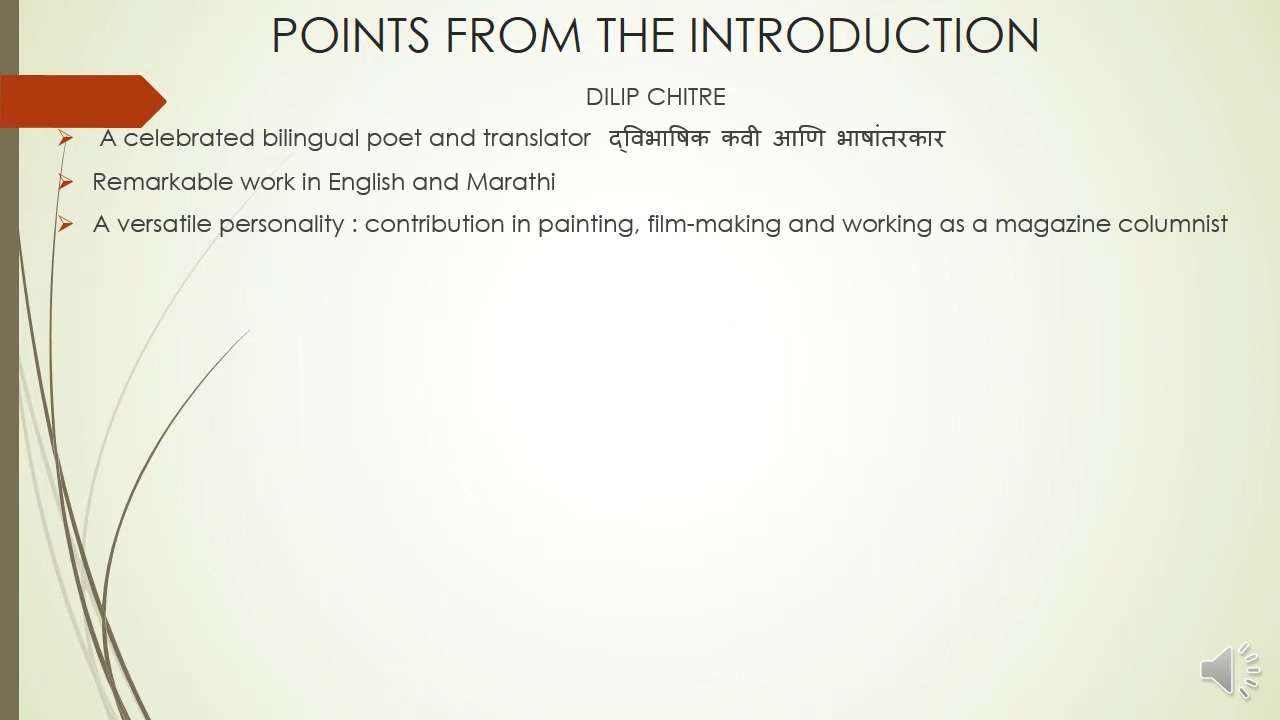 POINTS FROM THE INTRODUCTION
DILIP CHITRE
A celebrated bilingual poet and translator द्विभाषिक कवी आणि भाषांतरकार
Remarkable work in English and Marathi
A versatile personality : contribution in painting, film-making and working as a magazine columnist